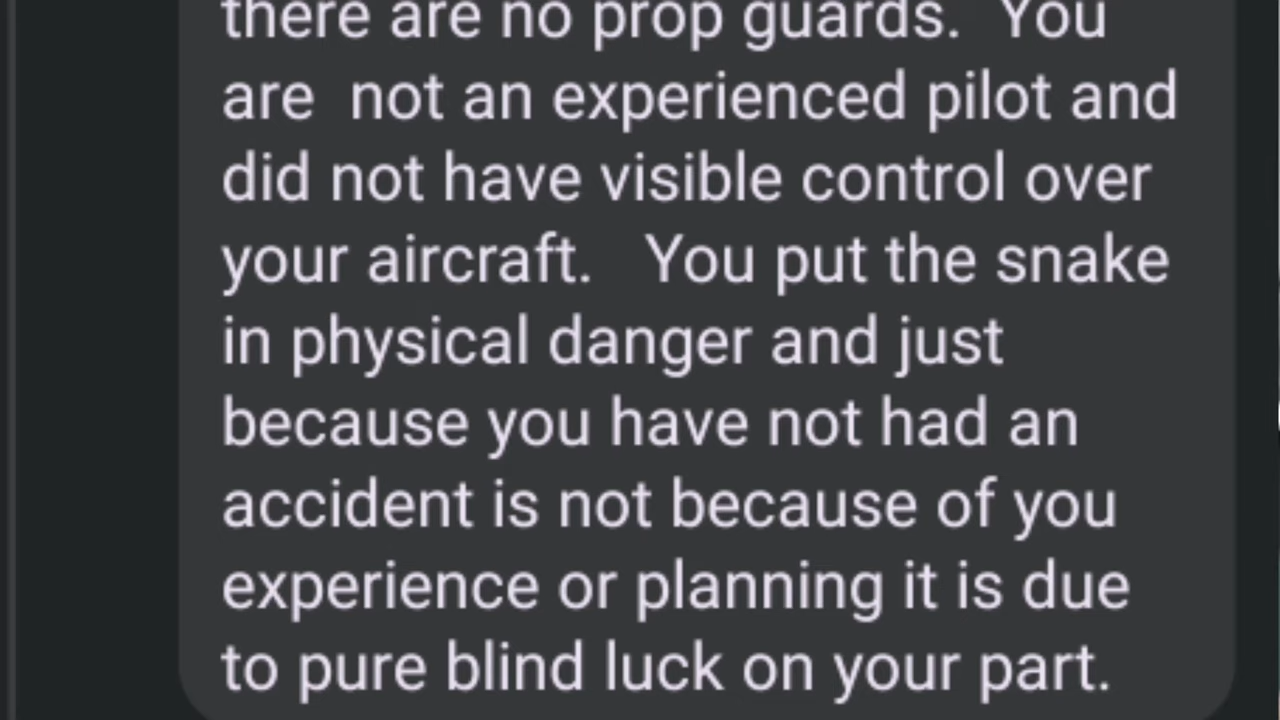 there are no prop guards.  You
are  not an experienced pilot and
did not have visible control over
your aircraft.   You put the snake
in physical danger and just
because you have not had an
accident is not because of you
experience or planning it is due
to pure blind luck on your part.